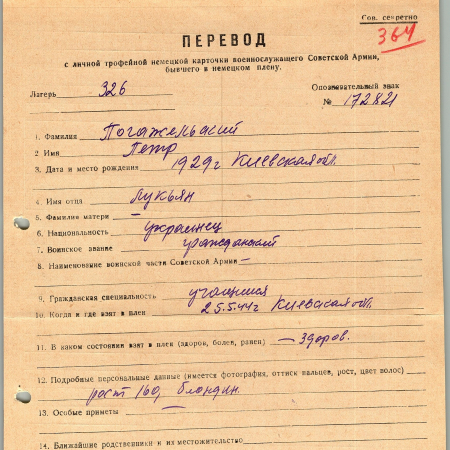 Сов. секретно
364
ПЕРЕВОД
с личной трофейной немецкой карточки военнослужащего Советской Армии,
бывшего в немецком плену.
Лагерь 326
Опознавательный знак
№ 172821
1. Фамилия
2 Имя Петр
3. Дата и место рождения 1929г Киевская обл.
4. Имя отца Лукьян
5. Фамилия матери —
6. Национальность украинец
7. Воинское звание гражданский
8. Наименование воинской части Советской Армии —
9. Гражданская специальность учащийся
10. Когда и где взят в плен 25.5.44г Киевская обл.
11. В каком состоянии взят в плен (здоров, болен, ранен) — здоров.
12. Подробные персональные данные (имеется фотография, оттиск пальцев, рост, цвет волос)
рост 160, блондин.
13. Особые приметы —
14. Ближайшие родственники и их местожительство